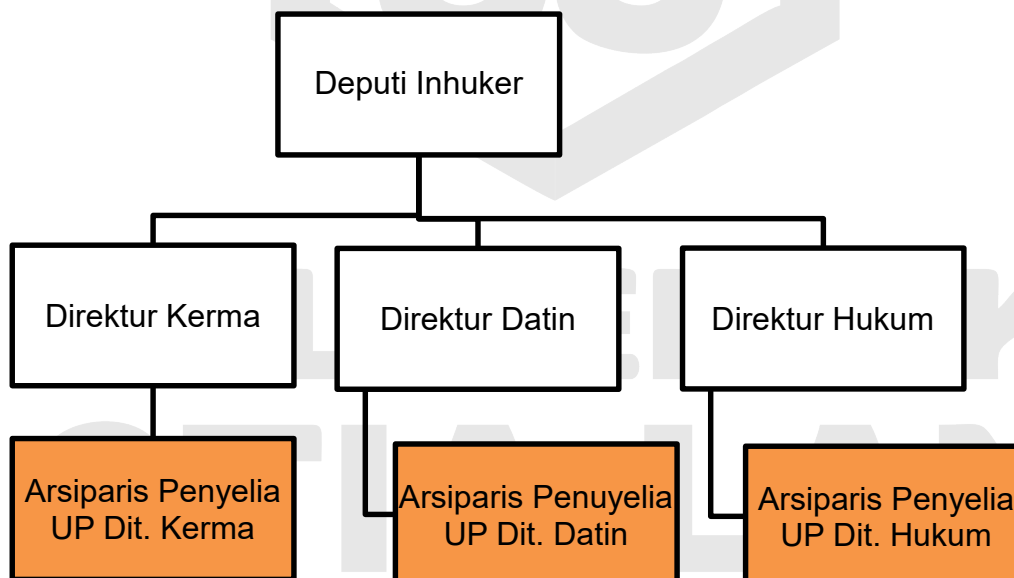 Deputi Inhuker
Direktur Kerma
Direktur Datin
Direktur Hukum
Arsiparis Penyelia
UP Dit. Kerma
Arsiparis Penuyelia
UP Dit. Datin
Arsiparis Penyelia
UP Dit. Hukum